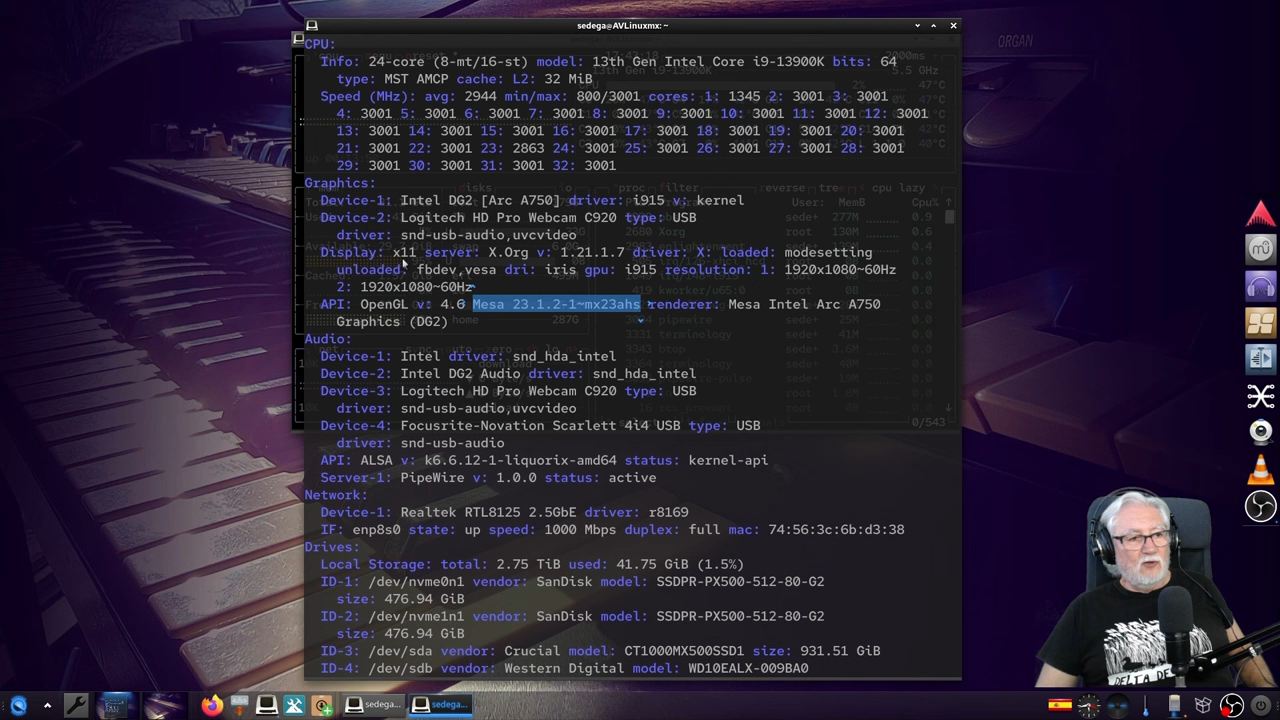 sedega@AVLinuxmx: ~
CPU:
Info: 24-core (8-mt/16-st) model: 13th Gen Intel Core i9-13900K bits: 64
type: MST AMCP cache: L2: 32 MiB
Speed (MHz): avg: 2944 min/max: 800/3001 cores: 1: 1345 2: 3001 3: 3001
4: 3001 5: 3001 6: 3001 7: 3001 8: 3001 9: 3001 10: 3001 11: 3001 12: 3001
13: 3001 14: 3001 15: 3001 16: 3001 17: 3001 18: 3001 19: 3001 20: 3001
21: 3001 22: 3001 23: 2863 24: 3001 25: 3001 26: 3001 27: 3001 28: 3001
29: 3001 30: 3001 31: 3001 32: 3001
Graphics:
Device-1: Intel DG2 [Arc A750] driver: i915 v: kernel
Device-2: Logitech HD Pro Webcam C920 type: USB
driver: snd-usb-audio,uvcvideo
Display: x11 server: X.Org v: 1.21.1.7 driver: X: loaded: modesetting
unloaded: fbdev,vesa dri: iris gpu: i915 resolution: 1: 1920x1080~60Hz
2: 1920x1080~60Hz
API: OpenGL v: 4.6 Mesa 23.1.2-1~mx23ahs renderer: Mesa Intel Arc A750
Graphics (DG2)
Audio:
Device-1: Intel driver: snd_hda_intel
Device-2: Intel DG2 Audio driver: snd_hda_intel
Device-3: Logitech HD Pro Webcam C920 type: USB
driver: snd-usb-audio,uvcvideo
Device-4: Focusrite-Novation Scarlett 4i4 USB type: USB
driver: snd-usb-audio
API: ALSA v: k6.6.12-1-liquorix-amd64 status: kernel-api
Server-1: PipeWire v: 1.0.0 status: active
Network:
Device-1: Realtek RTL8125 2.5GbE driver: r8169
IF: enp8s0 state: up speed: 1000 Mbps duplex: full mac: 74:56:3c:6b:d3:38
Drives:
Local Storage: total: 2.75 TiB used: 41.75 GiB (1.5%)
ID-1: /dev/nvme0n1 vendor: SanDisk model: SSDPR-PX500-512-80-G2
size: 476.94 GiB
ID-2: /dev/nvme1n1 vendor: SanDisk model: SSDPR-PX500-512-80-G2
size: 476.94 GiB
ID-3: /dev/sda vendor: Crucial model: CT1000MX500SSD1 size: 931.51 GiB
ID-4: /dev/sdb vendor: Western Digital model: WD10EALX-009BA0
ORGAN
sedega...
sedega...